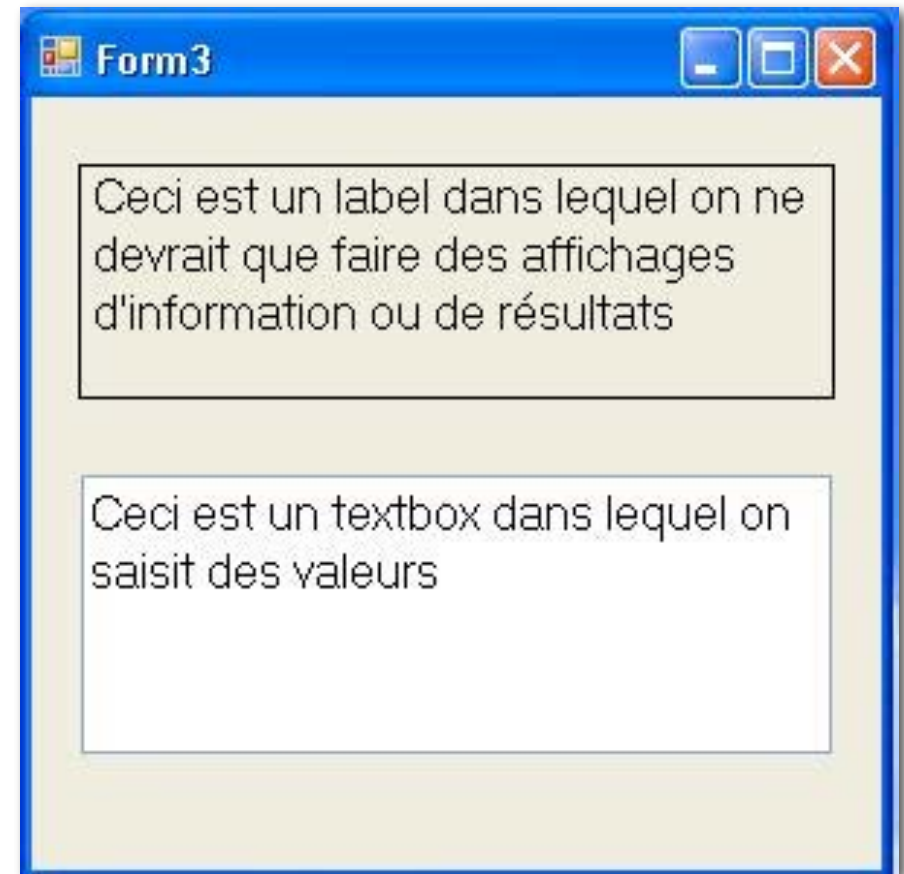 Form3
Ceci est un label dans lequel on ne
devrait que faire des affichages
d'information ou de résultats
Ceci est un textbox dans lequel on
saisit des valeurs